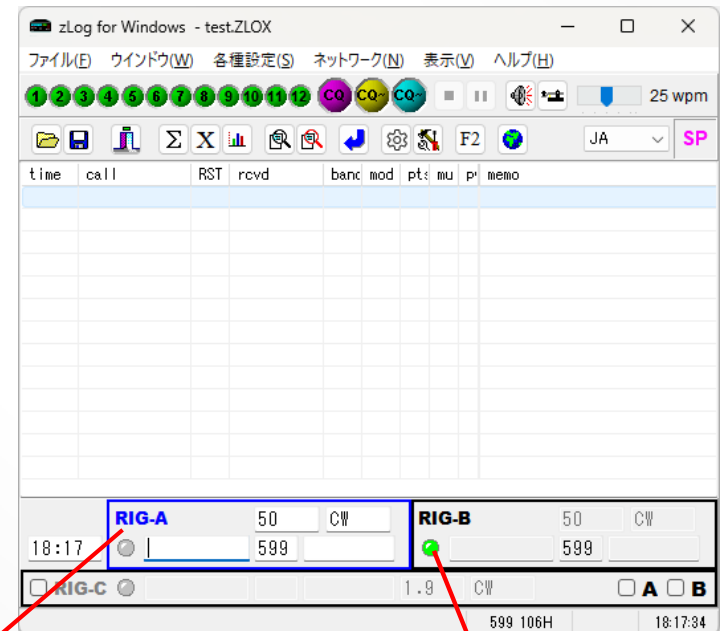 zLog for Windows - test.ZLOX
ファイル(F) ウインドウ(W) 各種設定(S) ネットワーク(N) 表示(V) ヘルプ(H)
1 2 3 4 5 6 7 8 9 10 11 12 CQ CQ~ CQ~ 25 wpm
Σ X F2 JA SP
time call RST rcvd banc mod pts mu memo
RIG-A 50 CW RIG-B 50 CW
18:17 599 599
RIG-C 1.9 CW A B
599 106H 18:17:34